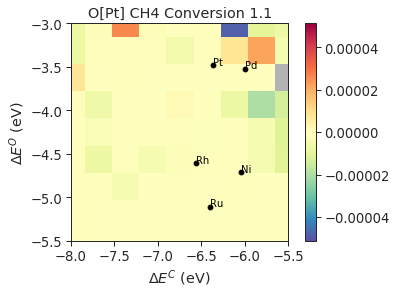 O[Pt] CH4 Conversion 1.1
−3.0
−3.5
−4.0
−4.5
−5.0
−5.5
ΔE^O (eV)
Pt
Pd
Rh
Ni
Ru
−8.0 −7.5 −7.0 −6.5 −6.0 −5.5
ΔE^C (eV)
0.00004
0.00002
0.00000
−0.00002
−0.00004